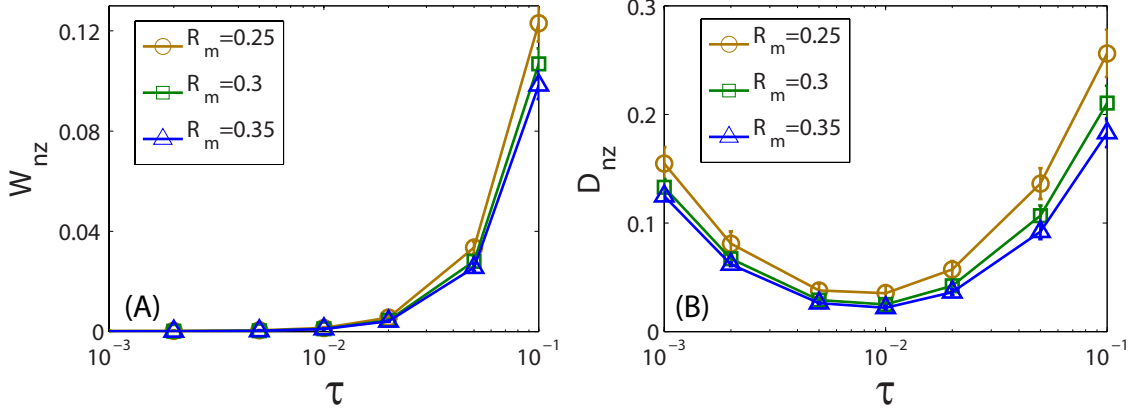 0.12
0.08
0.04
0
W_nz
R_m=0.25
R_m=0.3
R_m=0.35
(A)
10^-3
10^-2
10^-1
τ
0.3
0.2
0.1
0
D_nz
R_m=0.25
R_m=0.3
R_m=0.35
(B)
10^-3
10^-2
10^-1
τ